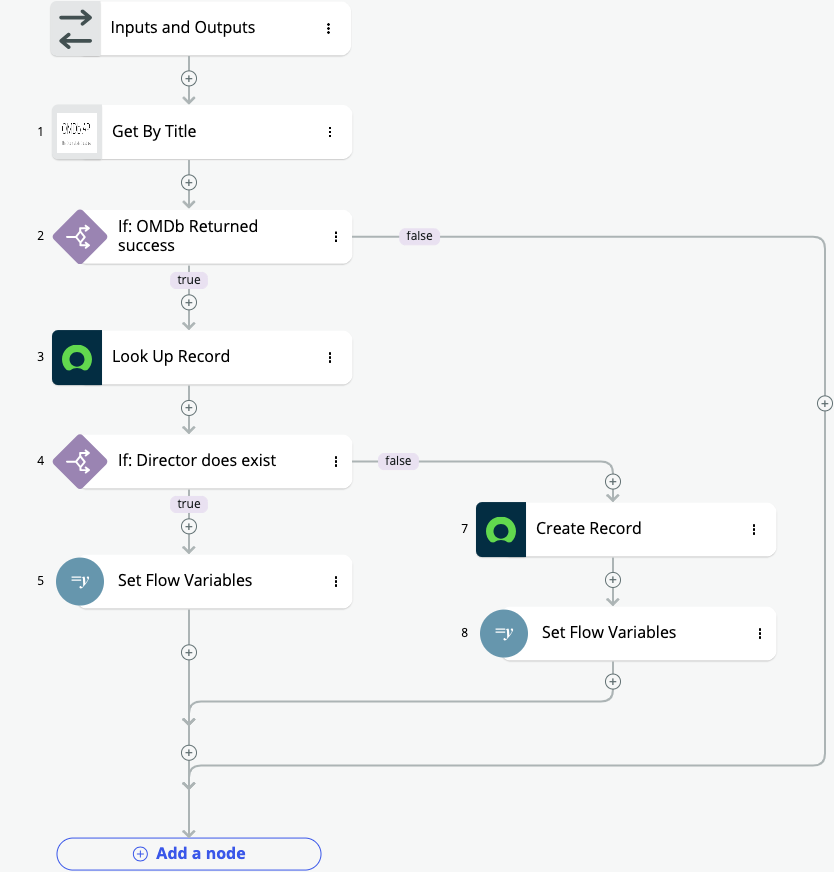 Inputs and Outputs
1
Get By Title
2
If: OMDb Returned
success
false
true
3
Look Up Record
4
If: Director does exist
false
true
7
Create Record
5
=y
Set Flow Variables
8
=y
Set Flow Variables
Add a node